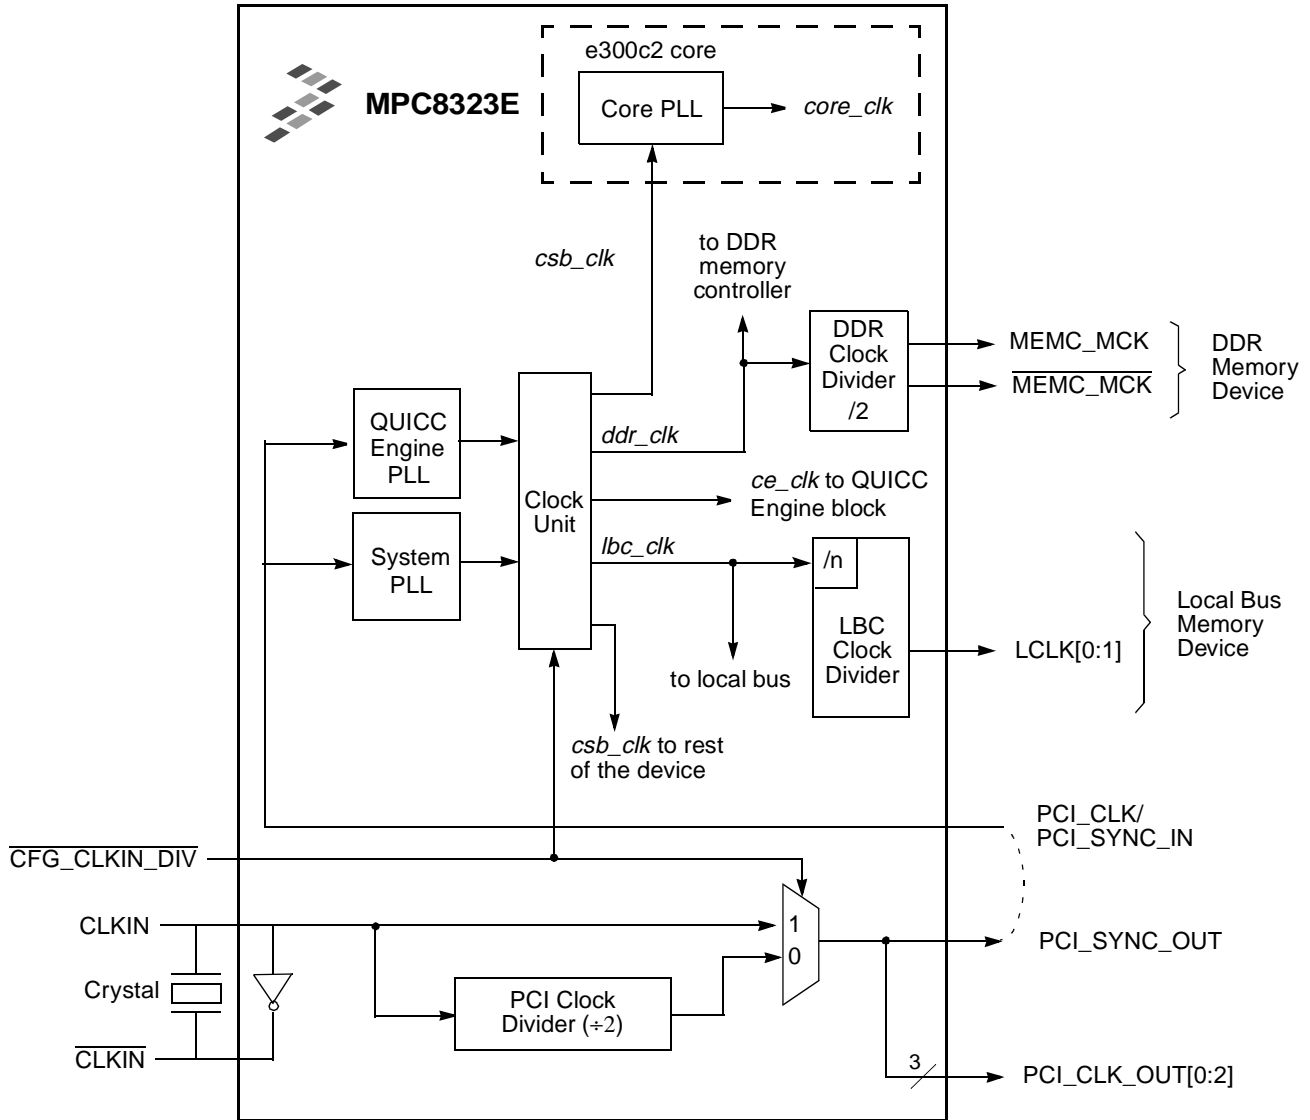 e300c2 core
MPC8323E
Core PLL
core_clk
csb_clk
to DDR
memory
controller
DDR
Clock
Divider
/2
MEMC_MCK
MEMC_MCK
DDR
Memory
Device
QUICC
Engine
PLL
System
PLL
Clock
Unit
ddr_clk
ce_clk to QUICC
Engine block
lbc_clk
/n
LBC
Clock
Divider
to local bus
LCLK[0:1]
Local Bus
Memory
Device
csb_clk to rest
of the device
PCI_CLK/
PCI_SYNC_IN
CFG_CLKIN_DIV
CLKIN
1
0
PCI_SYNC_OUT
Crystal
PCI Clock
Divider (÷2)
CLKIN
3
PCI_CLK_OUT[0:2]